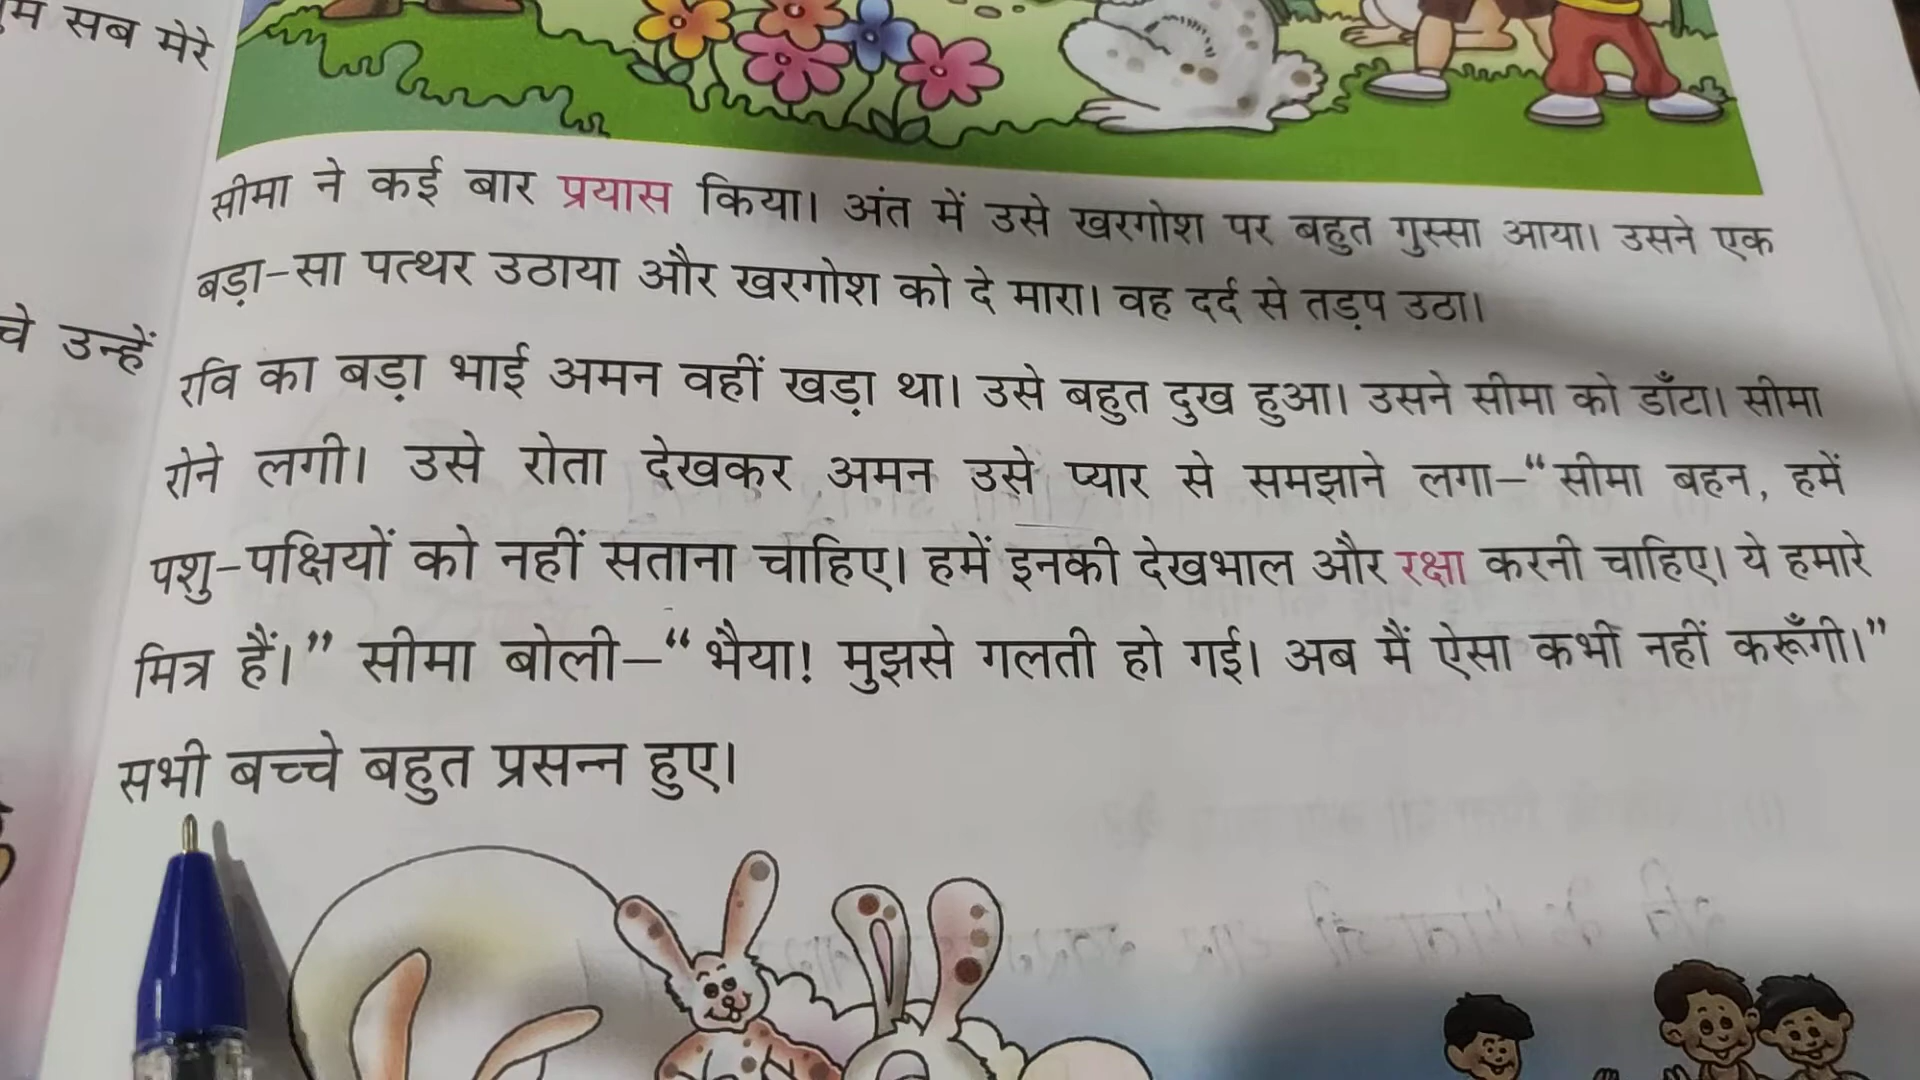 म सब मेरे
सीमा ने कई बार प्रयास किया। अंत में उसे खरगोश पर बहुत गुस्सा आया। उसने एक
बड़ा-सा पत्थर उठाया और खरगोश को दे मारा। वह दर्द से तड़प उठा।
चे उन्हें
रवि का बड़ा भाई अमन वहीं खड़ा था। उसे बहुत दुख हुआ। उसने सीमा को डाँटा। सीमा
रोने लगी। उसे रोता देखकर अमन उसे प्यार से समझाने लगा–“सीमा बहन, हमें
पशु-पक्षियों को नहीं सताना चाहिए। हमें इनकी देखभाल और रक्षा करनी चाहिए। ये हमारे
मित्र हैं।” सीमा बोली–“भैया! मुझसे गलती हो गई। अब मैं ऐसा कभी नहीं करूँगी।”
सभी बच्चे बहुत प्रसन्न हुए।